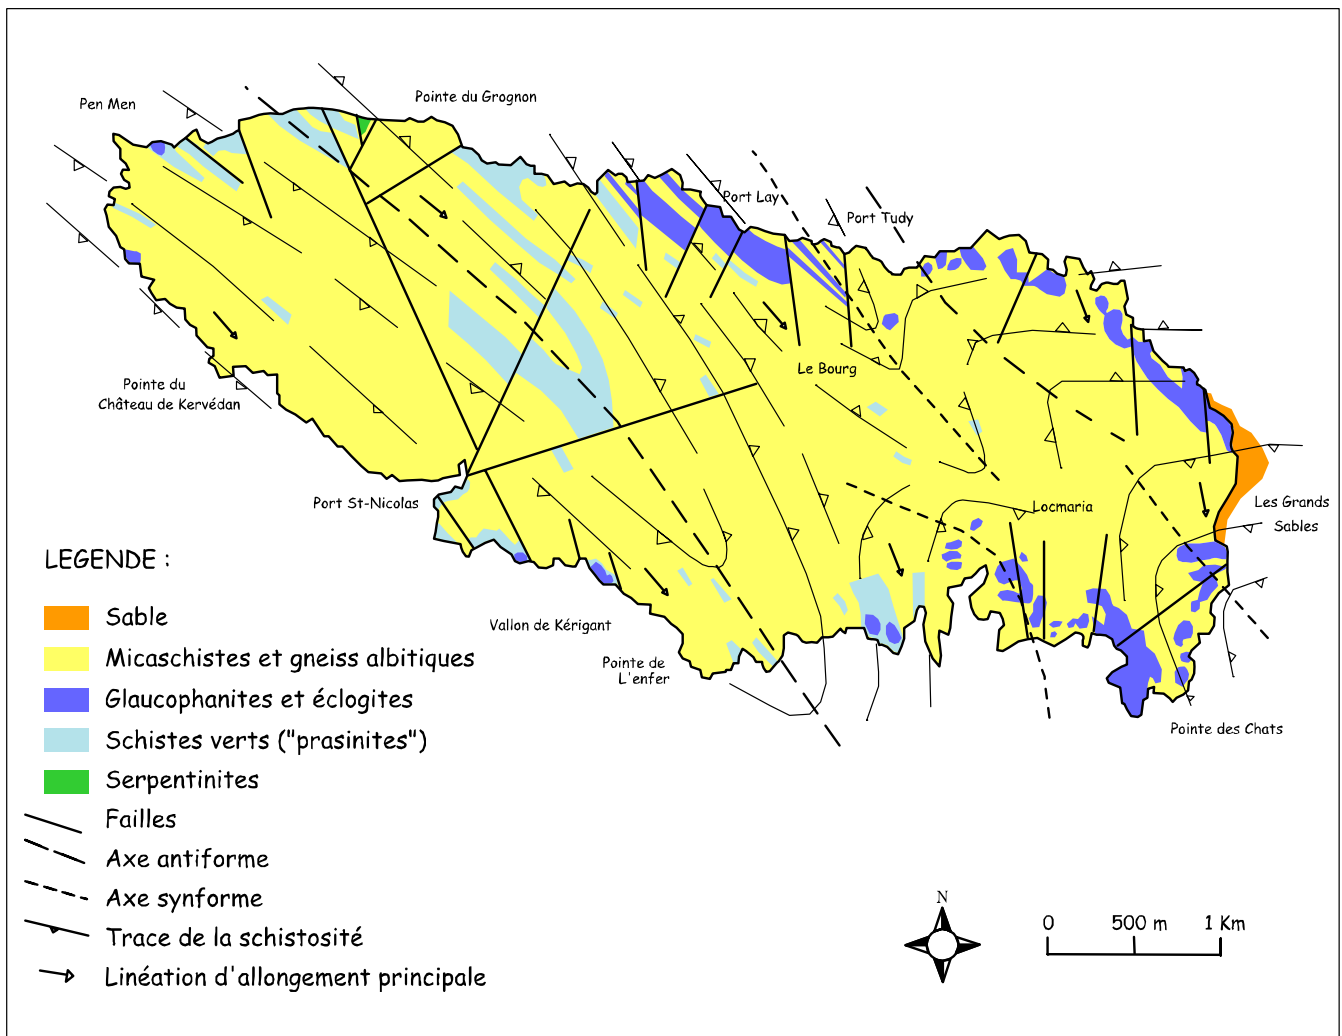 Pen Men
Pointe du Grognon
Port Lay
Port Tudy
Le Bourg
Pointe du
Château de Kervédan
Port St-Nicolas
Locmaria
Les Grands
Sables
Vallon de Kérigant
Pointe de
L'enfer
Pointe des Chats
LEGENDE :
Sable
Micaschistes et gneiss albitiques
Glaucophanites et éclogites
Schistes verts ("prasinites")
Serpentinites
Failles
Axe antiforme
Axe synforme
Trace de la schistosité
Linéation d'allongement principale
N
0 500 m 1 Km